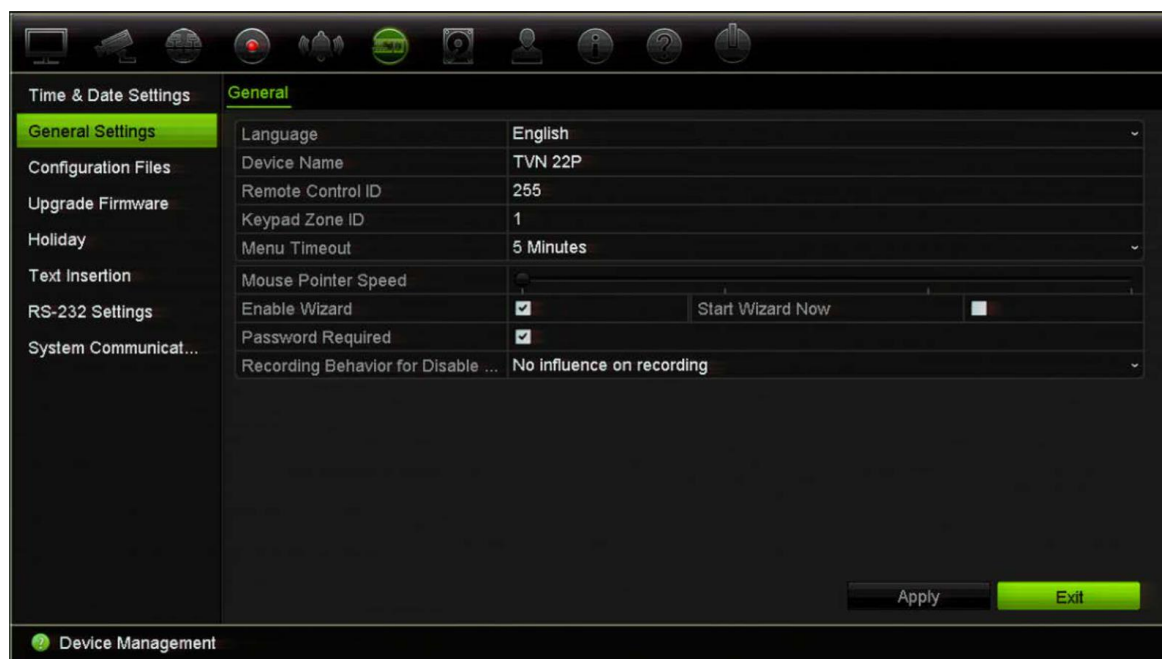 Time & Date Settings
General Settings
Configuration Files
Upgrade Firmware
Holiday
Text Insertion
RS-232 Settings
System Communicat...
General
Language English
Device Name TVN 22P
Remote Control ID 255
Keypad Zone ID 1
Menu Timeout 5 Minutes
Mouse Pointer Speed
Enable Wizard Start Wizard Now
Password Required
Recording Behavior for Disable ... No influence on recording
Apply Exit
Device Management